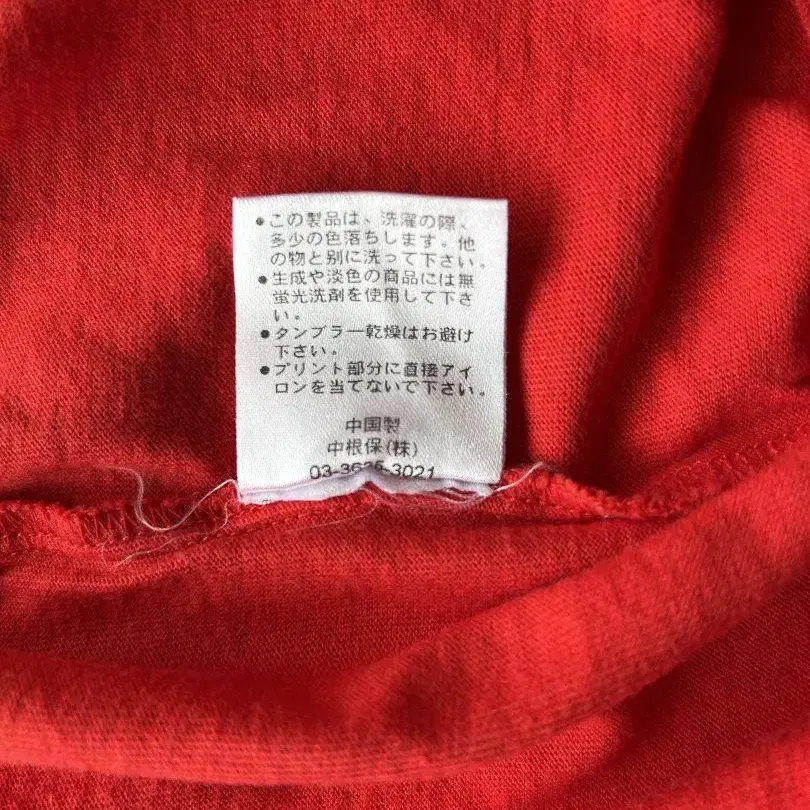 ●この製品は、洗濯の際、
多少の色落ちします。他
の物と別に洗って下さい。
●生成や淡色の商品には無
蛍光洗剤を使用して下さ
い。
●タンブラー乾燥はお避け
下さい。
●プリント部分に直接アイ
ロンを当てないで下さい。
中国製
中根保(株)
03-3635-3021